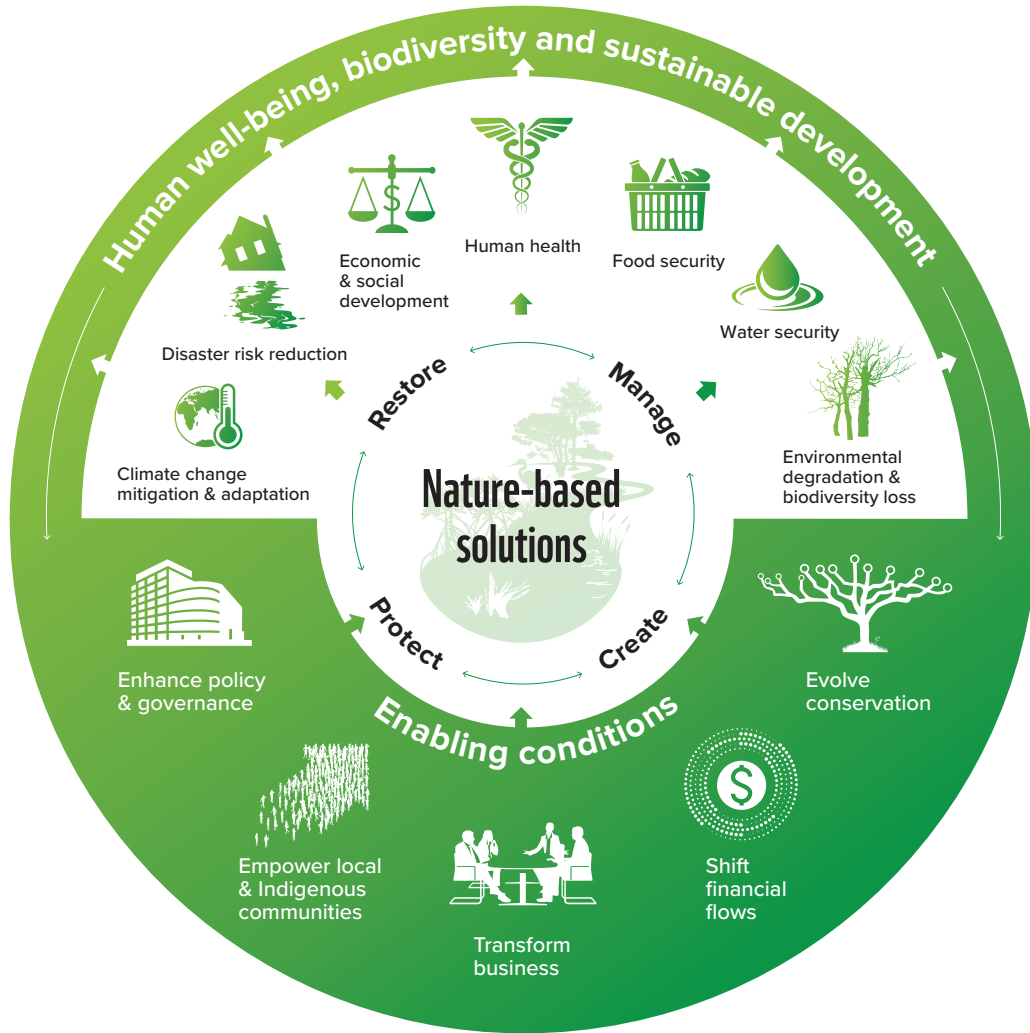 Human well-being, biodiversity and sustainable development
Human health
Economic
& social
development
Food security
Water security
Disaster risk reduction
Climate change
mitigation & adaptation
Environmental
degradation &
biodiversity loss
Restore
Manage
Nature-based
solutions
Protect
Create
Enabling conditions
Enhance policy
& governance
Evolve
conservation
Empower local
& Indigenous
communities
Shift
financial
flows
Transform
business
$
$